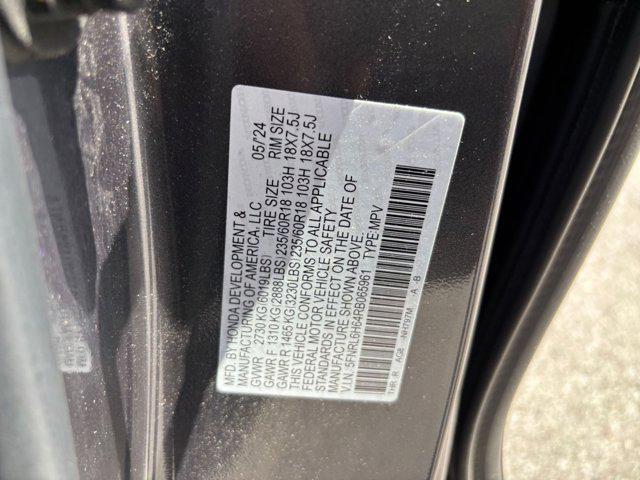 MFD. BY HONDA DEVELOPMENT &
MANUFACTURING OF AMERICA, LLC 05/'24
GVWR 2730 KG(6019LBS) TIRE SIZE RIM SIZE
GAWR F 1310 KG(2888LBS)235/60R18 103H 18X7.5J
GAWR R 1465 KG(3230LBS)235/60R18 103H 18X7.5J
THIS VEHICLE CONFORMS TO ALL APPLICABLE
FEDERAL MOTOR VEHICLE SAFETY
STANDARDS IN EFFECT ON THE DATE OF
MANUFACTURE SHOWN ABOVE.
V.I.N. 5FNRL6H64RB065961 TYPE:MPV
THR R AG8 NH797M A B